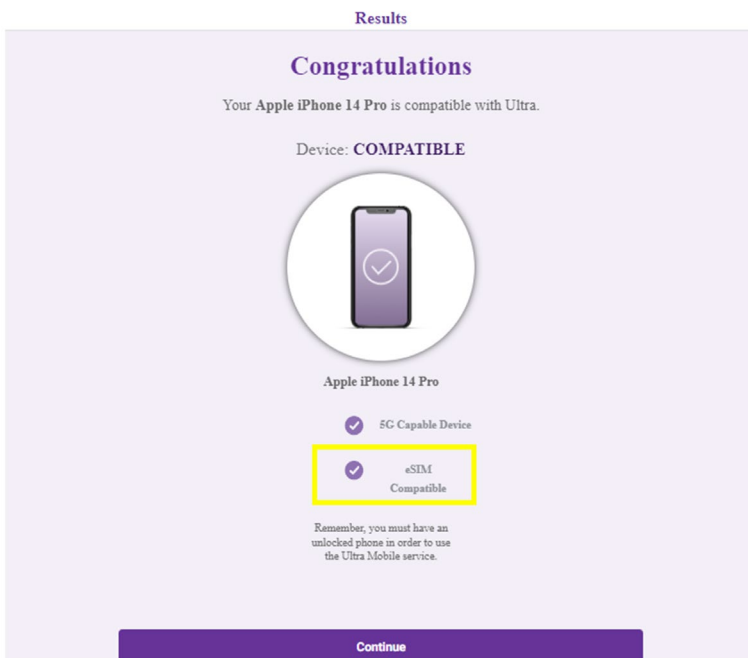 Results
Congratulations
Your Apple iPhone 14 Pro is compatible with Ultra.
Device: COMPATIBLE
Apple iPhone 14 Pro
5G Capable Device
eSIM
Compatible
Remember, you must have an
unlocked phone in order to use
the Ultra Mobile service.
Continue